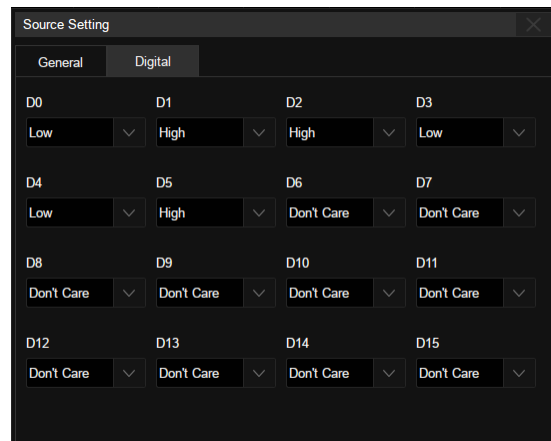 Source Setting
General Digital
D0 D1 D2 D3
Low High High Low
D4 D5 D6 D7
Low High Don't Care Don't Care
D8 D9 D10 D11
Don't Care Don't Care Don't Care Don't Care
D12 D13 D14 D15
Don't Care Don't Care Don't Care Don't Care